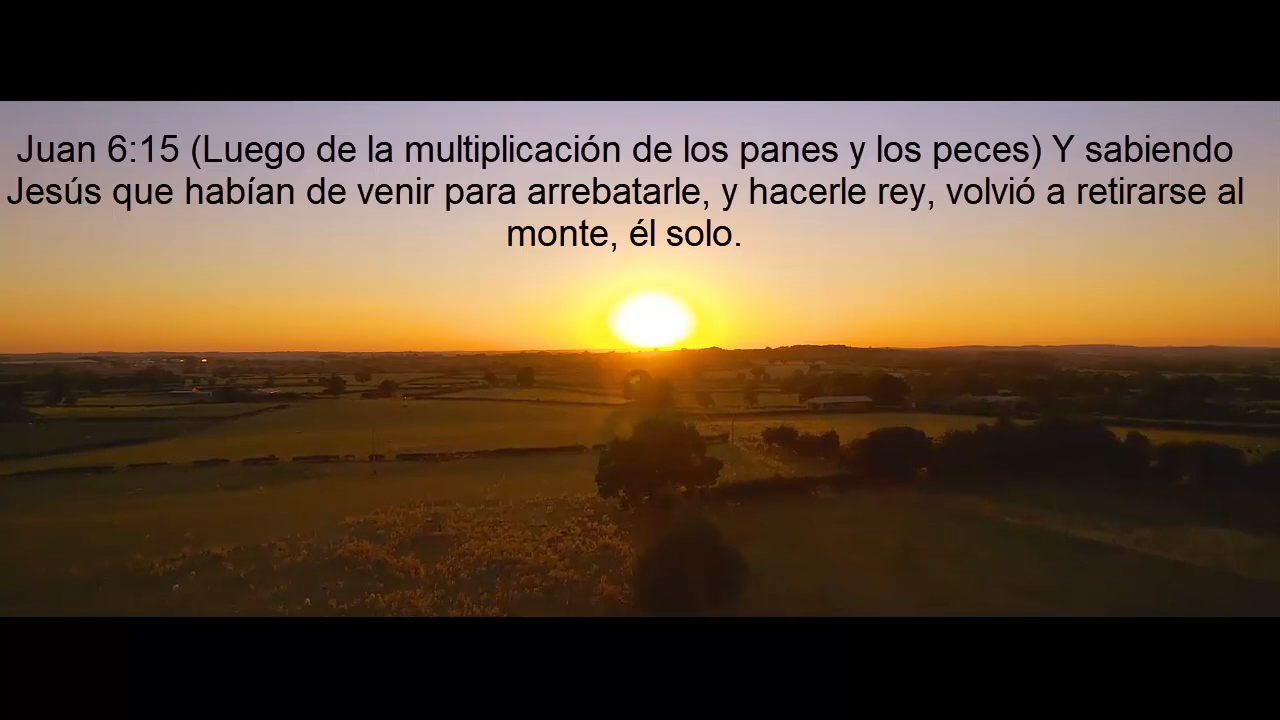 Juan 6:15 (Luego de la multiplicación de los panes y los peces) Y sabiendo
Jesús que habían de venir para arrebatarle, y hacerle rey, volvió a retirarse al
monte, él solo.